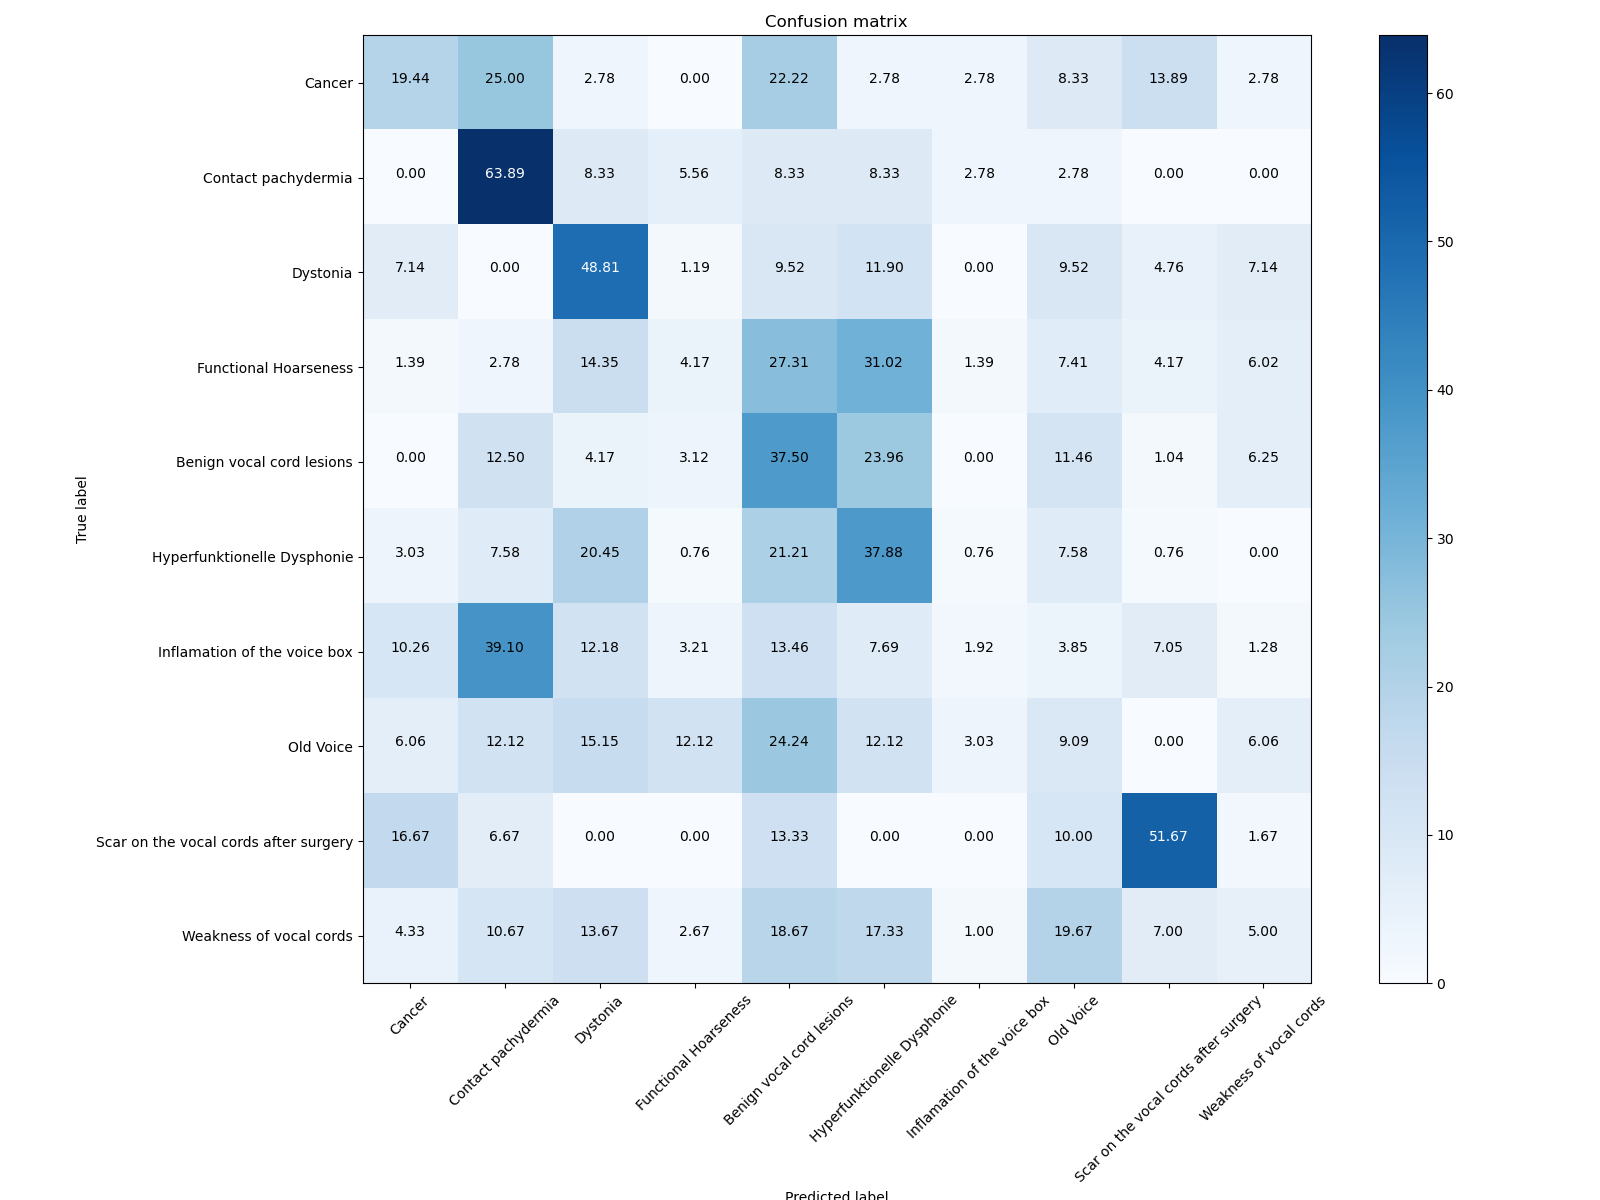 Confusion matrix
True label
Cancer 19.44 25.00 2.78 0.00 22.22 2.78 2.78 8.33 13.89 2.78
Contact pachydermia 0.00 63.89 8.33 5.56 8.33 8.33 2.78 2.78 0.00 0.00
Dystonia 7.14 0.00 48.81 1.19 9.52 11.90 0.00 9.52 4.76 7.14
Functional Hoarseness 1.39 2.78 14.35 4.17 27.31 31.02 1.39 7.41 4.17 6.02
Benign vocal cord lesions 0.00 12.50 4.17 3.12 37.50 23.96 0.00 11.46 1.04 6.25
Hyperfunktionelle Dysphonie 3.03 7.58 20.45 0.76 21.21 37.88 0.76 7.58 0.76 0.00
Inflamation of the voice box 10.26 39.10 12.18 3.21 13.46 7.69 1.92 3.85 7.05 1.28
Old Voice 6.06 12.12 15.15 12.12 24.24 12.12 3.03 9.09 0.00 6.06
Scar on the vocal cords after surgery 16.67 6.67 0.00 0.00 13.33 0.00 0.00 10.00 51.67 1.67
Weakness of vocal cords 4.33 10.67 13.67 2.67 18.67 17.33 1.00 19.67 7.00 5.00
Cancer
Contact pachydermia
Dystonia
Functional Hoarseness
Benign vocal cord lesions
Hyperfunktionelle Dysphonie
Inflamation of the voice box
Old Voice
Scar on the vocal cords after surgery
Weakness of vocal cords
Predicted label
60
50
40
30
20
10
0